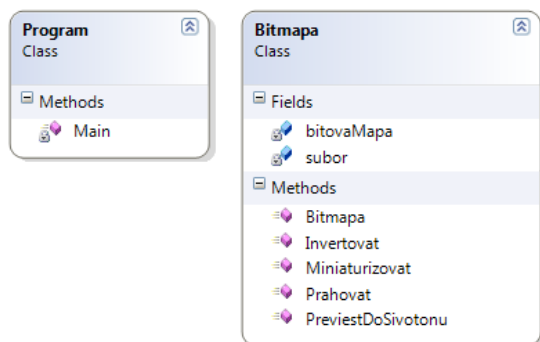 Program
Class
Methods
Main
Bitmapa
Class
Fields
bitovaMapa
subor
Methods
Bitmapa
Invertovat
Miniaturizovat
Prahovat
PreviestDoSivotonu